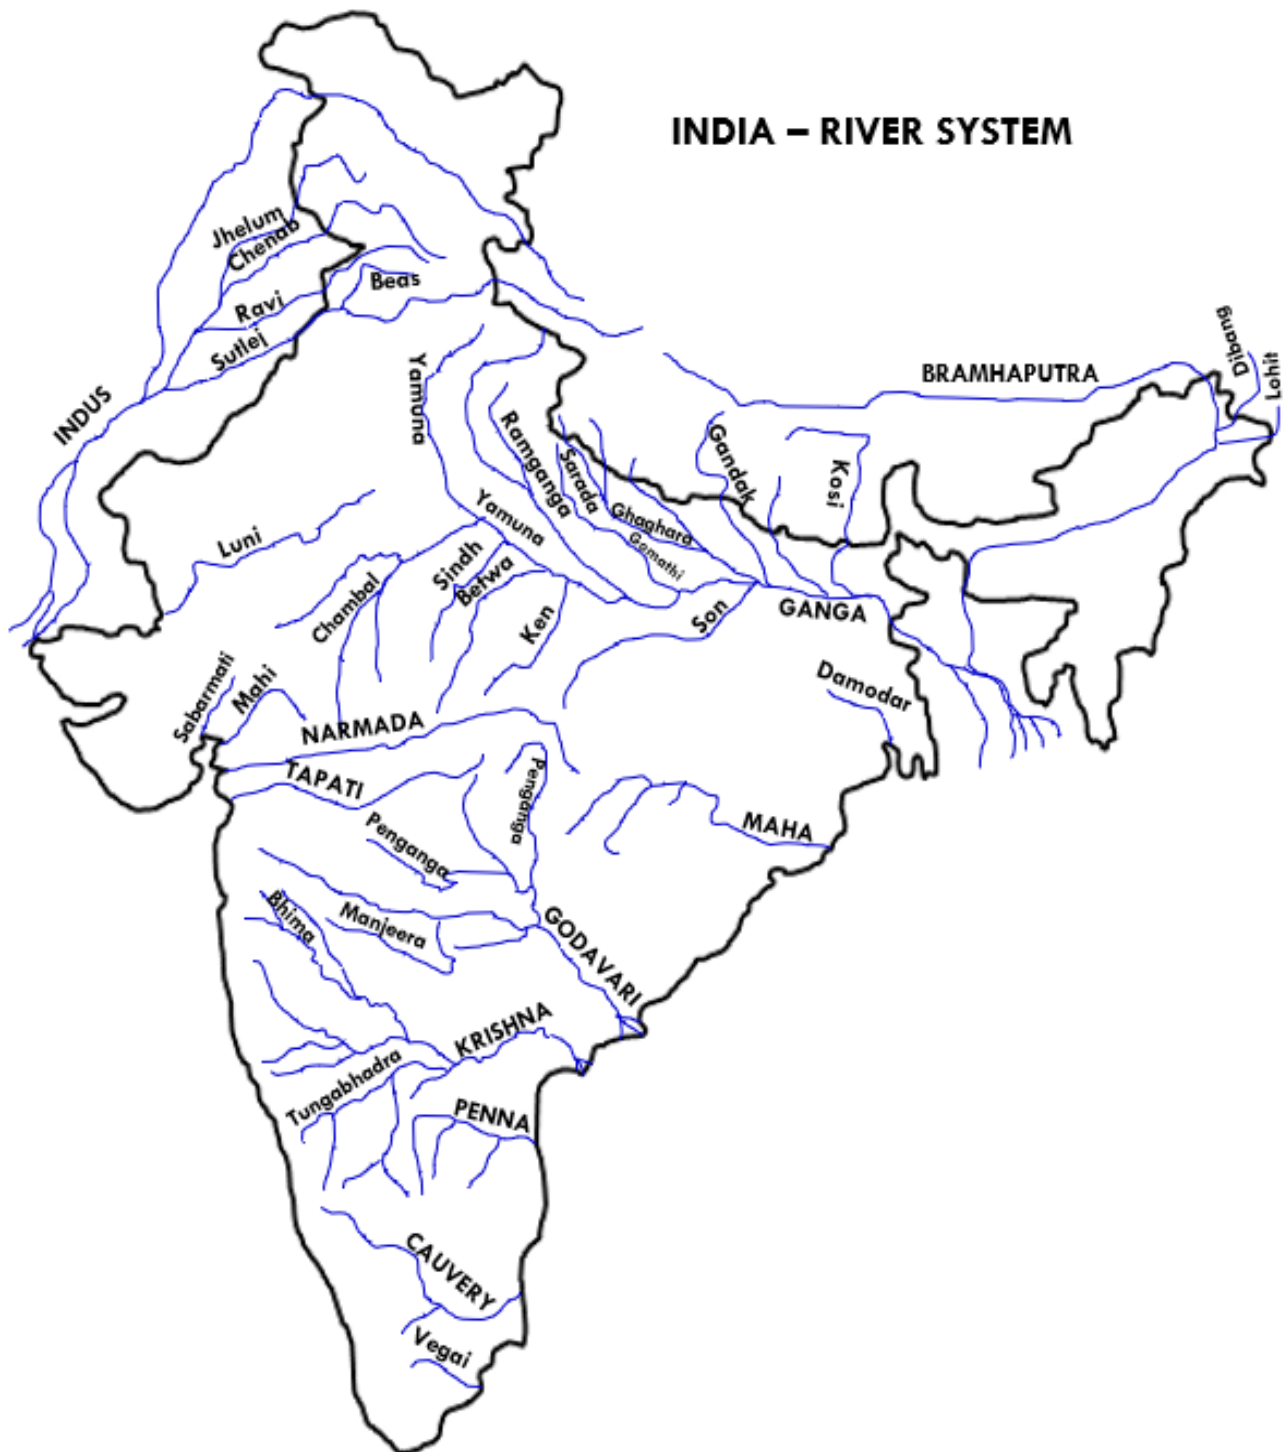 INDIA – RIVER SYSTEM
Jhelum
Chenab
Beas
Ravi
Sutlej
INDUS
Dibang
Lohit
BRAMHAPUTRA
Yamuna
Ramganga
Sarada
Gandak
Kosi
Yamuna
Ghaghara
Gomathi
Luni
Sindh
Betwa
Chambal
Ken
Son
GANGA
Sabarmati
Mahi
Damodar
NARMADA
TAPATI
Penganga
Penganga
MAHA
Bhima
Manjeera
GODAVARI
KRISHNA
Tungabhadra
PENNA
CAUVERY
Vegai